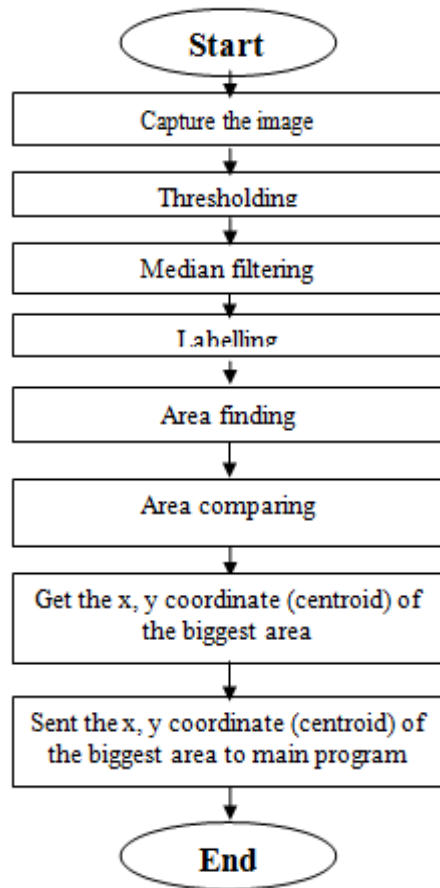 Start
Capture the image
Thresholding
Median filtering
Labelling
Area finding
Area comparing
Get the x, y coordinate (centroid) of
the biggest area
Sent the x, y coordinate (centroid) of
the biggest area to main program
End